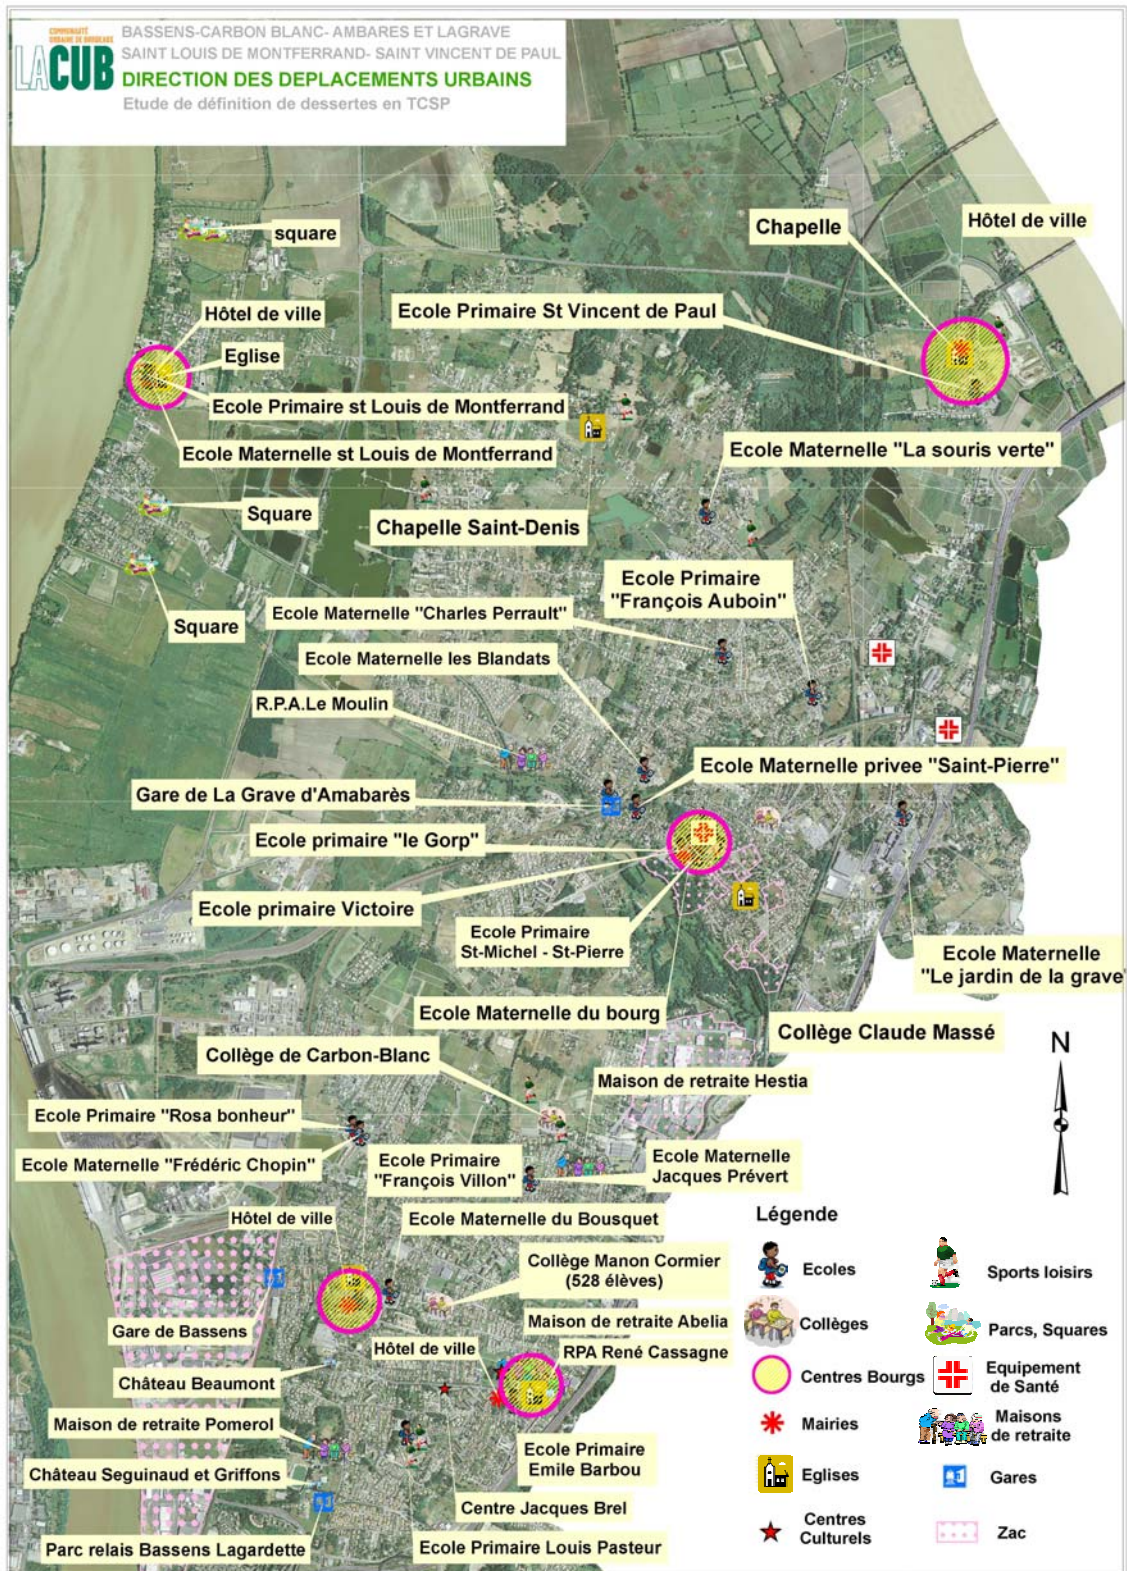 COMMUNAUTÉ
URBAINE DE BORDEAUX
LACUB
BASSENS-CARBON BLANC- AMBARES ET LAGRAVE
SAINT LOUIS DE MONTFERRAND- SAINT VINCENT DE PAUL
DIRECTION DES DEPLACEMENTS URBAINS
Etude de définition de dessertes en TCSP
square
Chapelle
Hôtel de ville
Hôtel de ville
Ecole Primaire St Vincent de Paul
Eglise
Ecole Primaire st Louis de Montferrand
Ecole Maternelle st Louis de Montferrand
Ecole Maternelle "La souris verte"
Square
Chapelle Saint-Denis
Ecole Primaire
"François Auboin"
Ecole Maternelle "Charles Perrault"
Square
Ecole Maternelle les Blandats
R.P.A.Le Moulin
Ecole Maternelle privee "Saint-Pierre"
Gare de La Grave d'Amabarès
Ecole primaire "le Gorp"
Ecole primaire Victoire
Ecole Primaire
St-Michel - St-Pierre
Ecole Maternelle
"Le jardin de la grave"
Ecole Maternelle du bourg
Collège Claude Massé
Collège de Carbon-Blanc
N
Maison de retraite Hestia
Ecole Primaire "Rosa bonheur"
Ecole Maternelle "Frédéric Chopin"
Ecole Primaire
"François Villon"
Ecole Maternelle
Jacques Prévert
Hôtel de ville
Ecole Maternelle du Bousquet
Collège Manon Cormier
(528 élèves)
Gare de Bassens
Maison de retraite Abelia
Hôtel de ville
RPA René Cassagne
Château Beaumont
Maison de retraite Pomerol
Ecole Primaire
Emile Barbou
Château Seguinaud et Griffons
Centre Jacques Brel
Parc relais Bassens Lagardette
Ecole Primaire Louis Pasteur
Légende
Ecoles
Sports loisirs
Collèges
Parcs, Squares
Centres Bourgs
Equipement
de Santé
Mairies
Maisons
de retraite
Eglises
Gares
Centres
Culturels
Zac